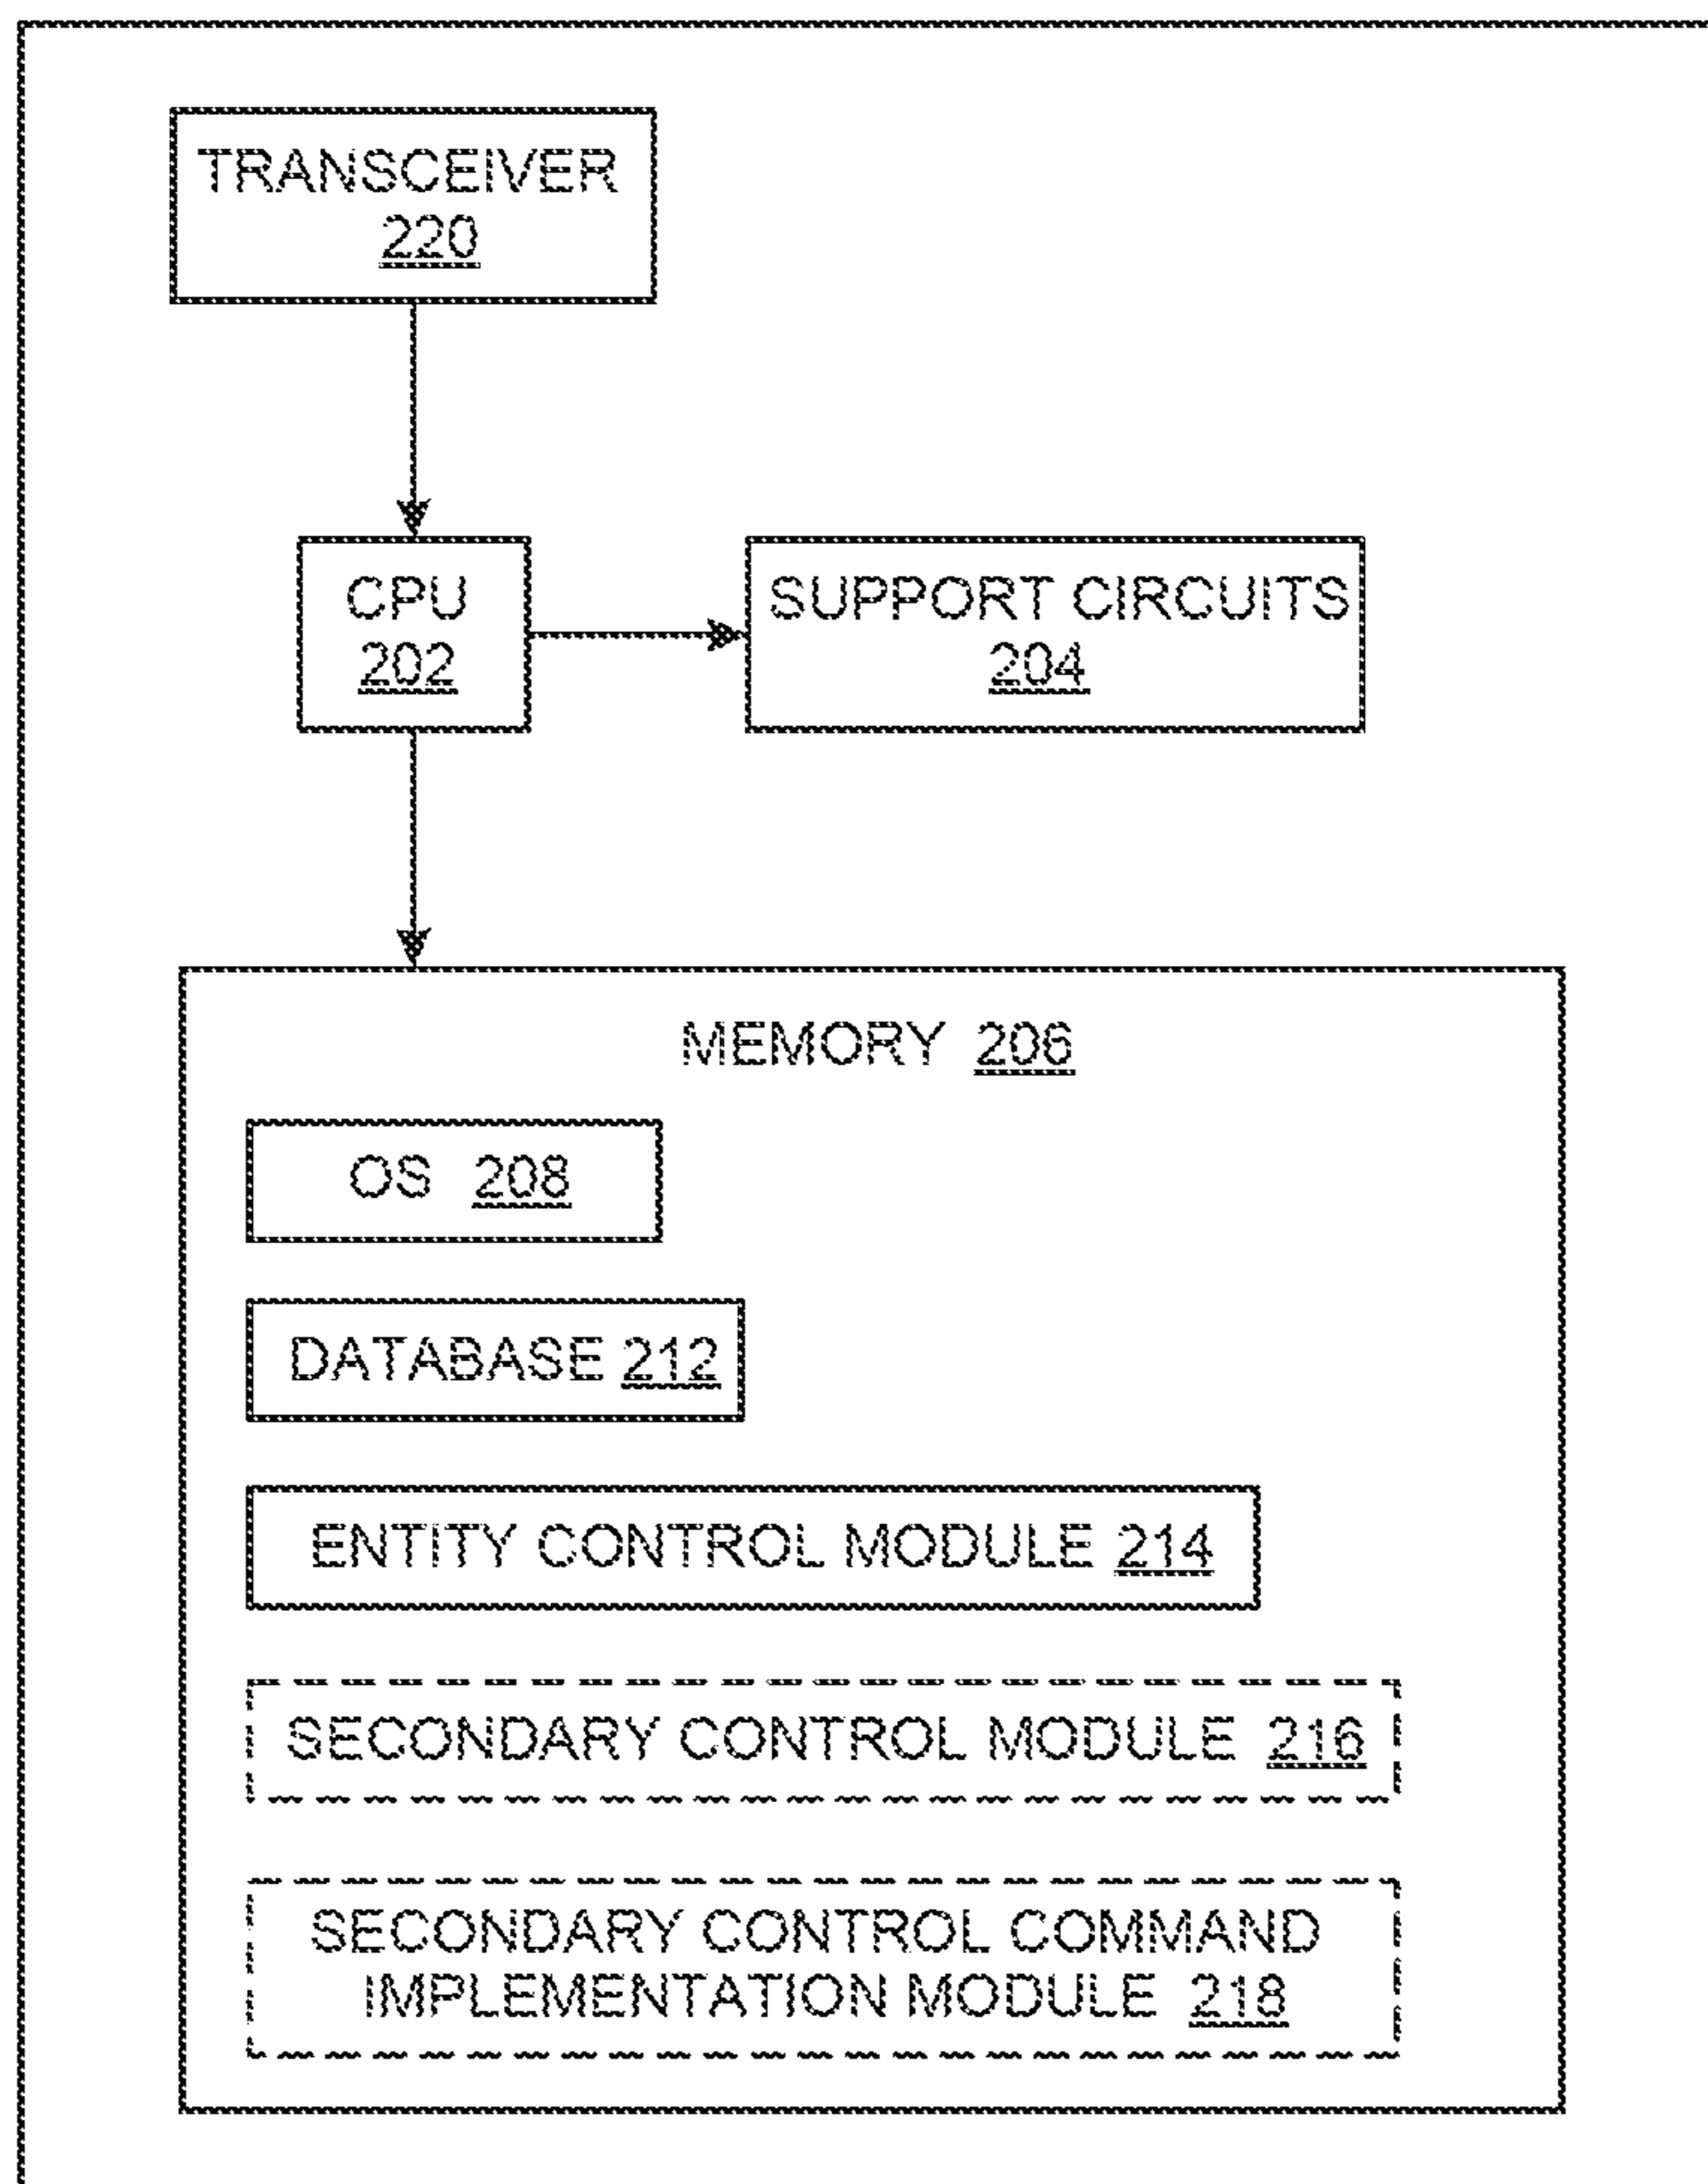 TRANSCEIVER
220
CPU
202
SUPPORT CIRCUITS
204
MEMORY 206
OS 208
DATABASE 212
ENTITY CONTROL MODULE 214
SECONDARY CONTROL MODULE 216
SECONDARY CONTROL COMMAND
IMPLEMENTATION MODULE 218